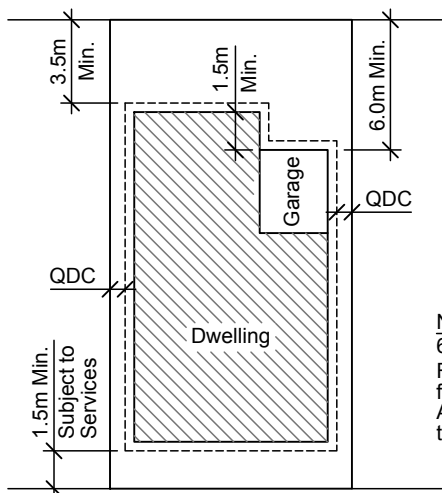 3.5m
Min.
1.5m
Min.
6.0m Min.
Garage
QDC
QDC
Dwelling
1.5m Min.
Subject to
Services